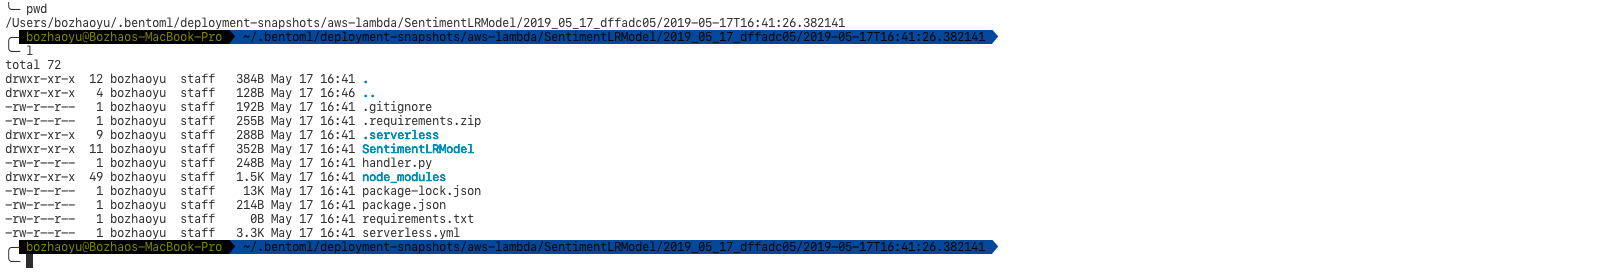 pwd
/Users/bozhaoyu/.bentoml/deployment-snapshots/aws-lambda/SentimentLRModel/2019_05_17_dffadc05/2019-05-17T16:41:26.382141
bozhaoyu@Bozhaos-MacBook-Pro ~/.bentoml/deployment-snapshots/aws-lambda/SentimentLRModel/2019_05_17_dffadc05/2019-05-17T16:41:26.382141
l
total 72
drwxr-xr-x 12 bozhaoyu staff 384B May 17 16:41 .
drwxr-xr-x 4 bozhaoyu staff 128B May 17 16:46 ..
-rw-r--r-- 1 bozhaoyu staff 192B May 17 16:41 .gitignore
-rw-r--r-- 1 bozhaoyu staff 255B May 17 16:41 .requirements.zip
drwxr-xr-x 9 bozhaoyu staff 288B May 17 16:41 .serverless
drwxr-xr-x 11 bozhaoyu staff 352B May 17 16:41 SentimentLRModel
-rw-r--r-- 1 bozhaoyu staff 248B May 17 16:41 handler.py
drwxr-xr-x 49 bozhaoyu staff 1.5K May 17 16:41 node_modules
-rw-r--r-- 1 bozhaoyu staff 13K May 17 16:41 package-lock.json
-rw-r--r-- 1 bozhaoyu staff 214B May 17 16:41 package.json
-rw-r--r-- 1 bozhaoyu staff 0B May 17 16:41 requirements.txt
-rw-r--r-- 1 bozhaoyu staff 3.3K May 17 16:41 serverless.yml
bozhaoyu@Bozhaos-MacBook-Pro ~/.bentoml/deployment-snapshots/aws-lambda/SentimentLRModel/2019_05_17_dffadc05/2019-05-17T16:41:26.382141